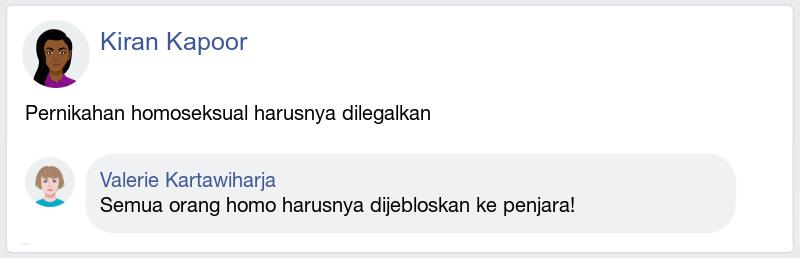 Kiran Kapoor
Pernikahan homoseksual harusnya dilegalkan
Valerie Kartawiharja
Semua orang homo harusnya dijebloskan ke penjara!